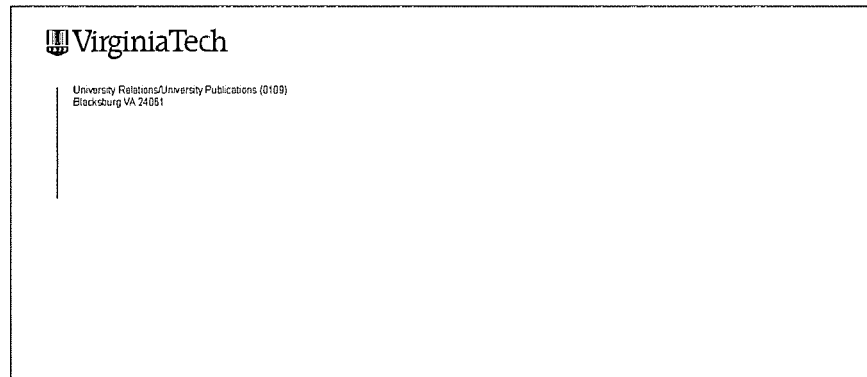 VirginiaTech
University Relations/University Publications (0109)
Blacksburg VA 24061